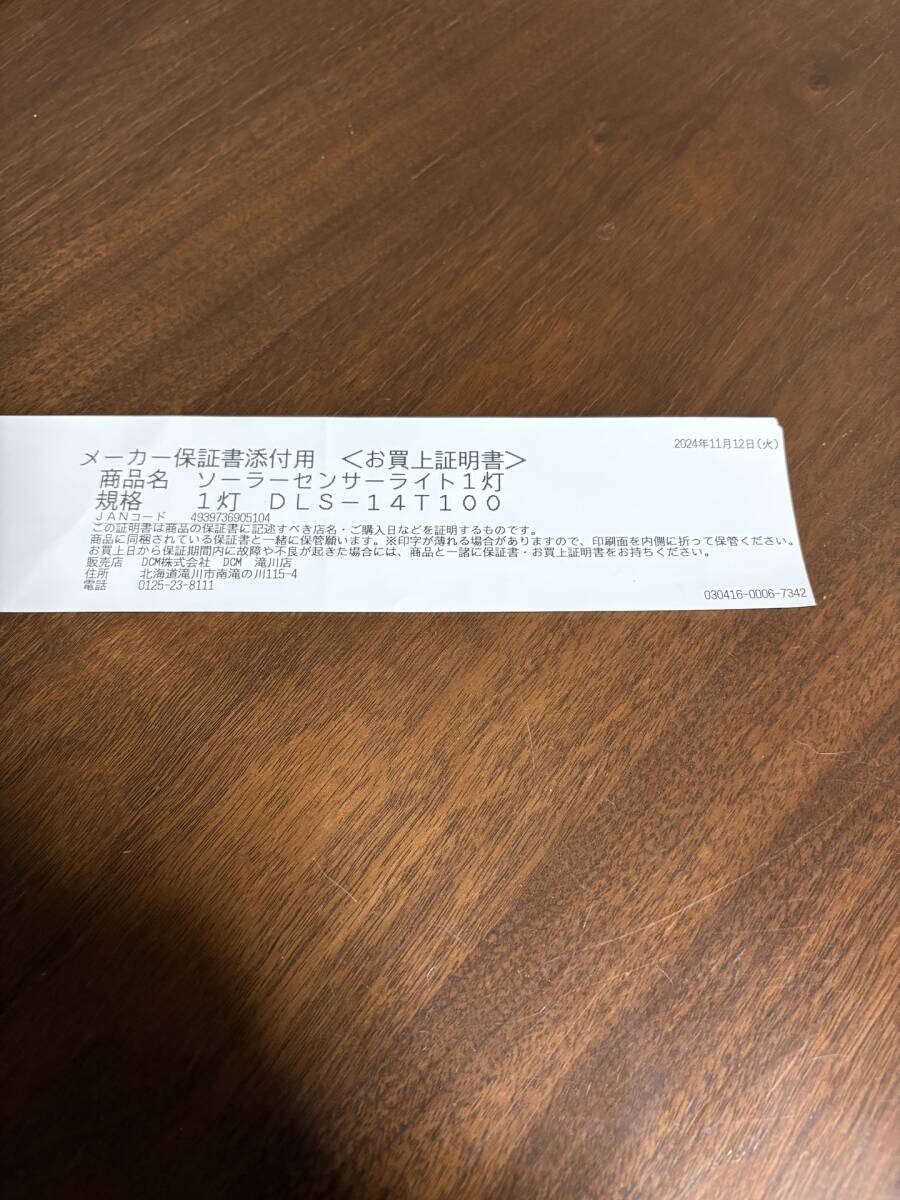 2024年11月12日(火)
メーカー保証書添付用 <お買上証明書>
商品名 ソーラーセンサーライト1灯
規格 1灯 DLS-14T100
JANコード 4939736905104
この証明書は商品の保証書に記述すべき店名・ご購入日などを証明するものです。
商品に同梱されている保証書と一緒に保管願います。※印字が薄れる場合がありますので、印刷面を内側に折って保管ください。
お買上日から保証期間内に故障や不良が起きた場合には、商品と一諸に保証書・お買上証明書をお持ちください。
販売店 DCM株式会社 DCM 滝川店
住所 北海道滝川市南滝の川115-4
電話 0125-23-8111
030416-0006-7342